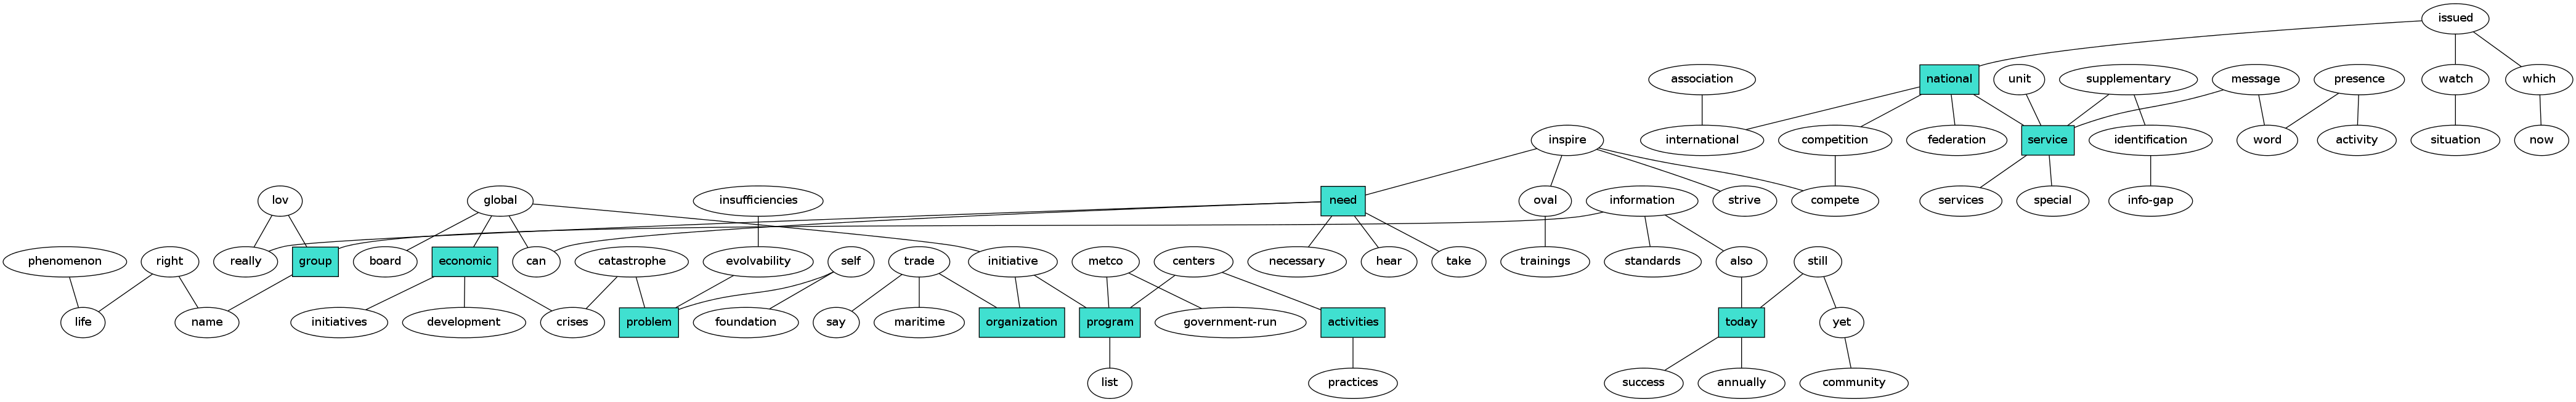 issued
association
national
unit
supplementary
message
presence
watch
which
inspire
international
competition
federation
service
identification
word
activity
situation
now
lov
global
insufficiencies
need
oval
information
strive
compete
services
special
info-gap
phenomenon
right
really
group
board
economic
can
catastrophe
evolvability
self
trade
initiative
metco
centers
necessary
hear
take
trainings
standards
also
still
life
name
initiatives
development
crises
problem
foundation
say
maritime
organization
program
government-run
activities
today
yet
list
practices
success
annually
community